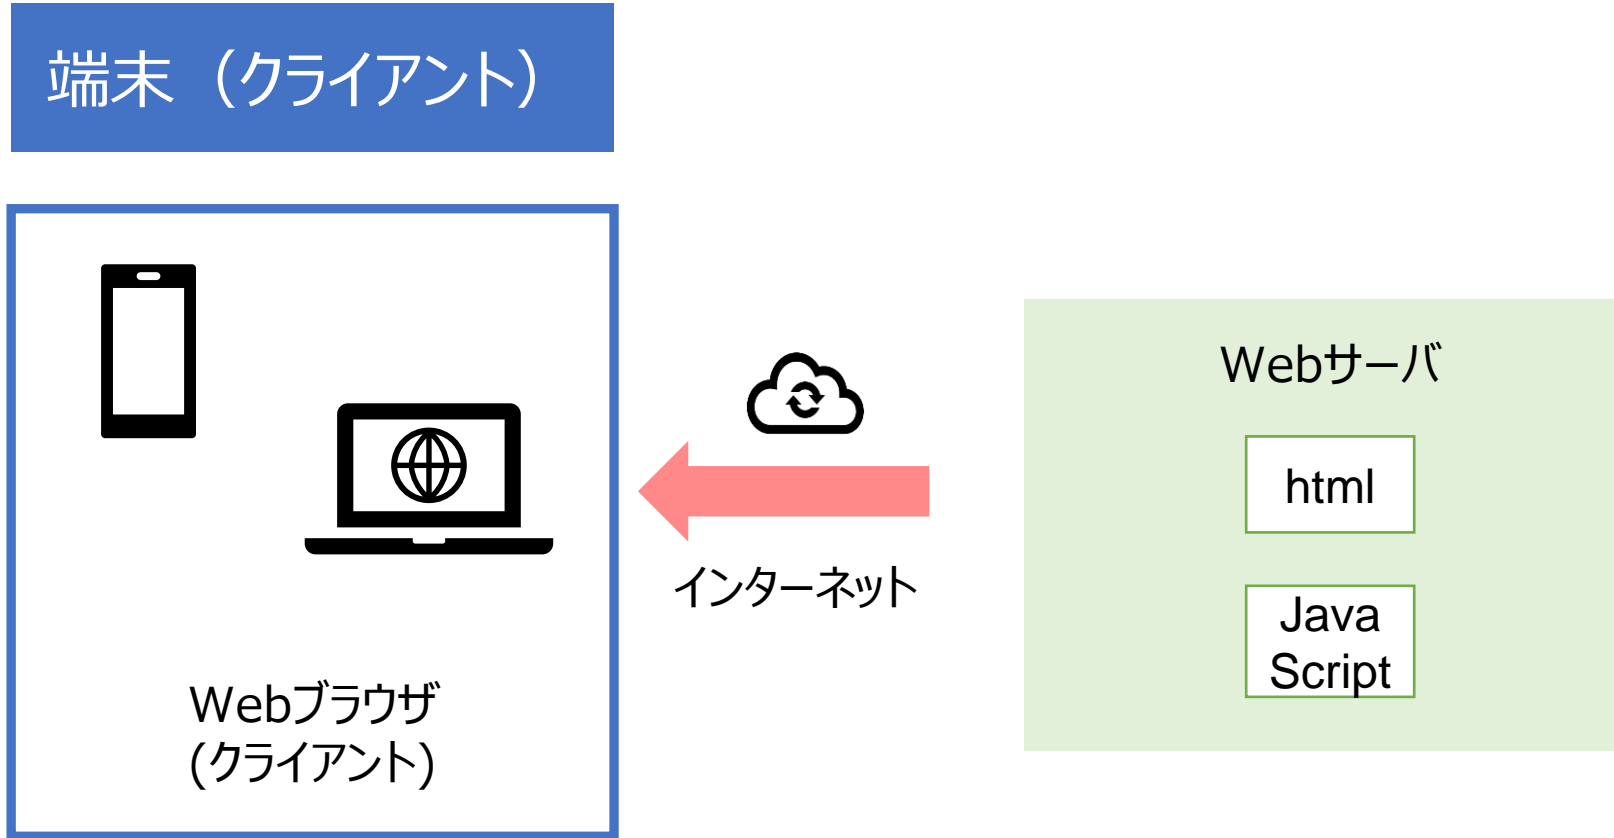 端末（クライアント）
Webブラウザ
(クライアント)
インターネット
Webサーバ
html
Java
Script